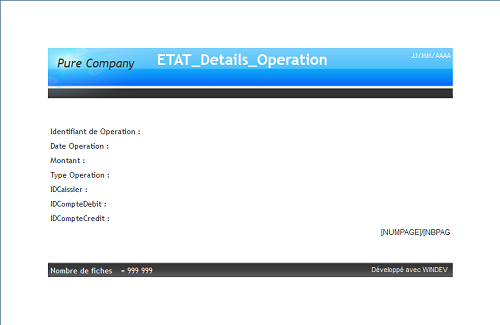 Pure Company ETAT_Details_Operation JJ/MM/AAAA
Identifiant de Operation :
Date Operation :
Montant :
Type Operation :
IDCaissier :
IDCompteDebit :
IDCompteCredit :
[NUMPAGE]/[NBPAG
Nombre de fiches = 999 999 Développé avec WINDEV